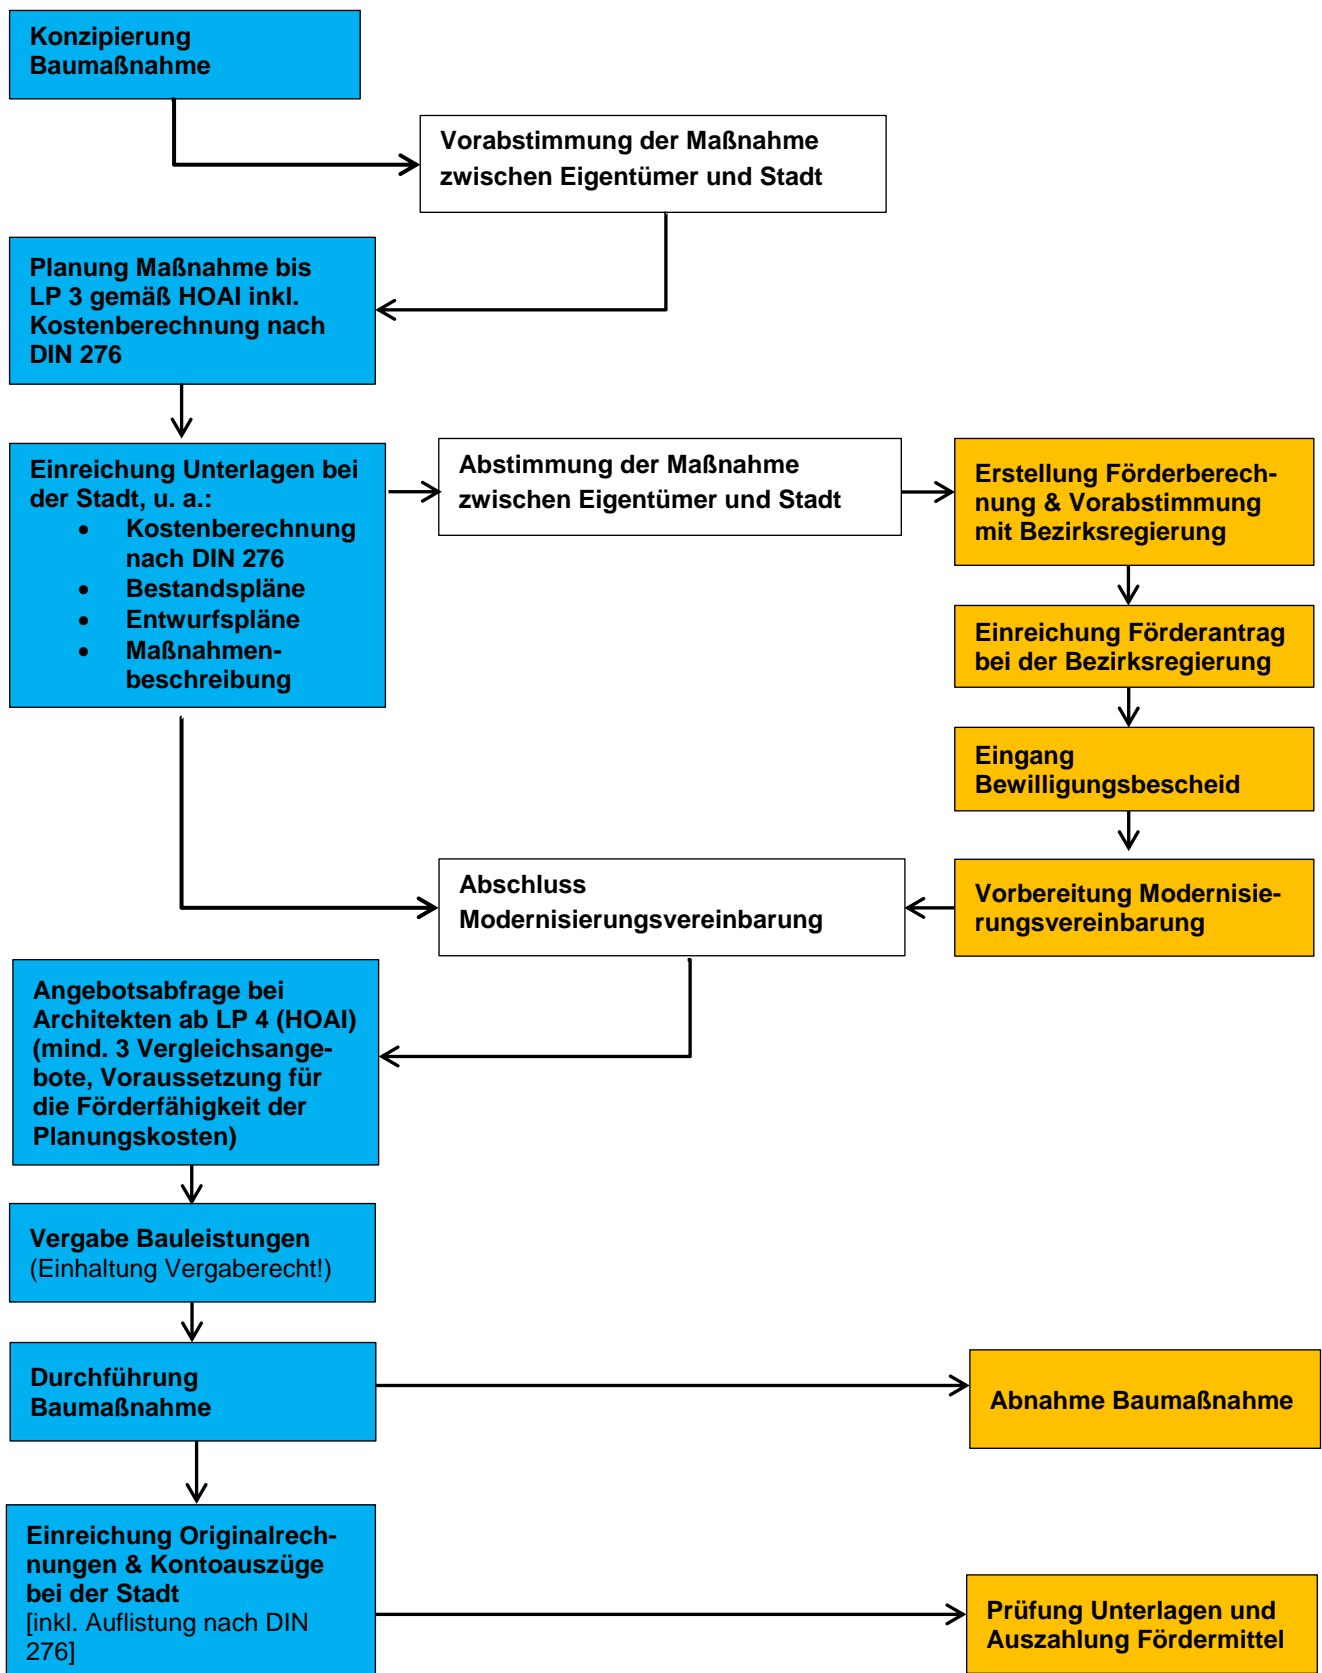 Konzipierung
Baumaßnahme
Vorabstimmung der Maßnahme
zwischen Eigentümer und Stadt
Planung Maßnahme bis
LP 3 gemäß HOAI inkl.
Kostenberechnung nach
DIN 276
Einreichung Unterlagen bei
der Stadt, u. a.:
• Kostenberechnung
nach DIN 276
• Bestandspläne
• Entwurfspläne
• Maßnahmen-
beschreibung
Abstimmung der Maßnahme
zwischen Eigentümer und Stadt
Erstellung Förderberech-
nung & Vorabstimmung
mit Bezirksregierung
Einreichung Förderantrag
bei der Bezirksregierung
Eingang
Bewilligungsbescheid
Vorbereitung Modernisie-
rungsvereinbarung
Abschluss
Modernisierungsvereinbarung
Angebotsabfrage bei
Architekten ab LP 4 (HOAI)
(mind. 3 Vergleichsange-
bote, Voraussetzung für
die Förderfähigkeit der
Planungskosten)
Vergabe Bauleistungen
(Einhaltung Vergaberecht!)
Durchführung
Baumaßnahme
Abnahme Baumaßnahme
Einreichung Originalrech-
nungen & Kontoauszüge
bei der Stadt
[inkl. Auflistung nach DIN
276]
Prüfung Unterlagen und
Auszahlung Fördermittel